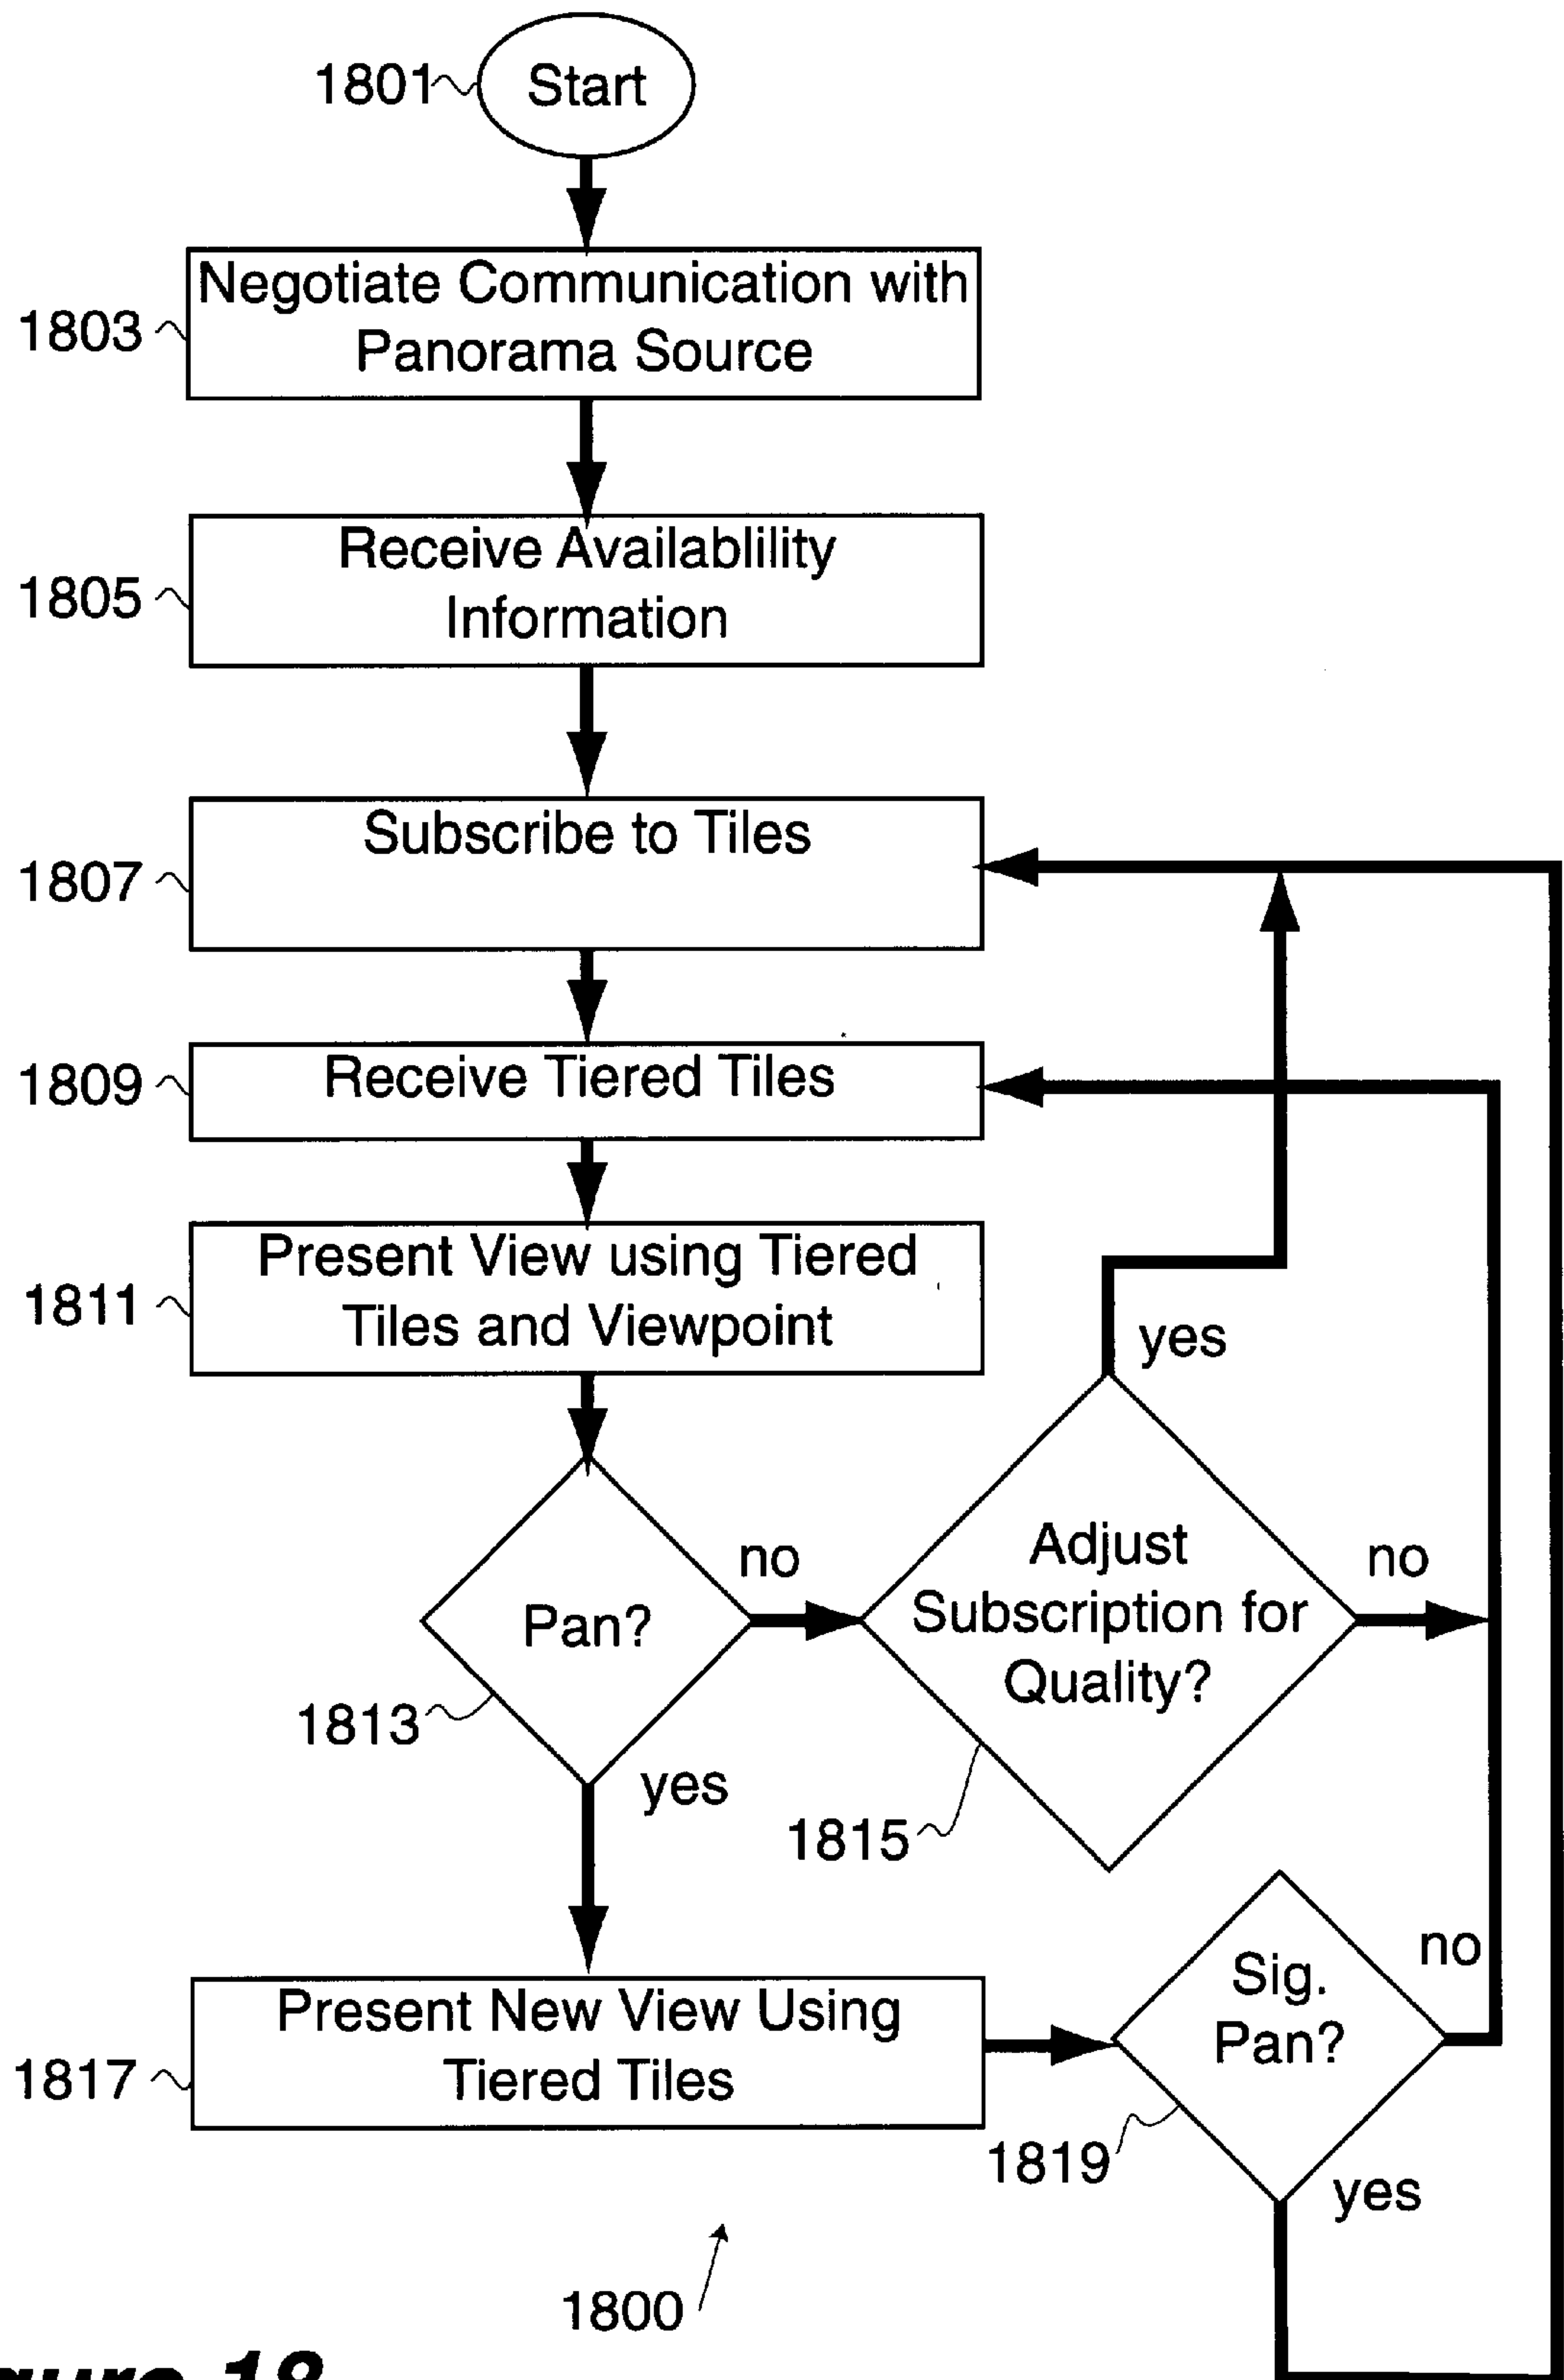 1801
Start
1803
Negotiate Communication with
Panorama Source
1805
Receive Availablility
Information
1807
Subscribe to Tiles
1809
Receive Tiered Tiles
1811
Present View using Tiered
Tiles and Viewpoint
yes
Pan?
no
1813
yes
Adjust
Subscription for
Quality?
no
1815
1817
Present New View Using
Tiered Tiles
Sig.
Pan?
no
1819
yes
1800
18